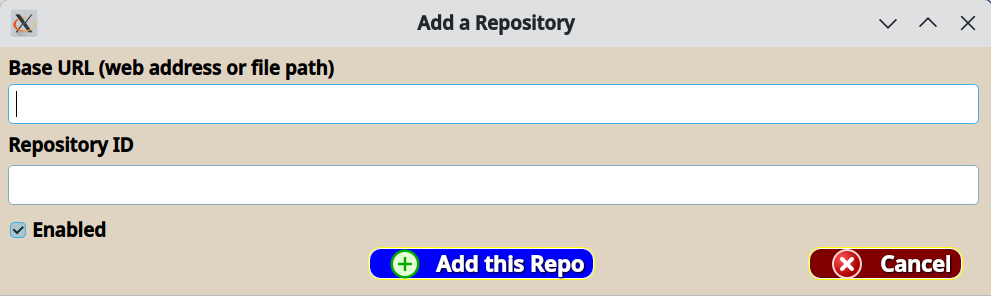 Add a Repository
Base URL (web address or file path)
Repository ID
Enabled
Add this Repo
Cancel